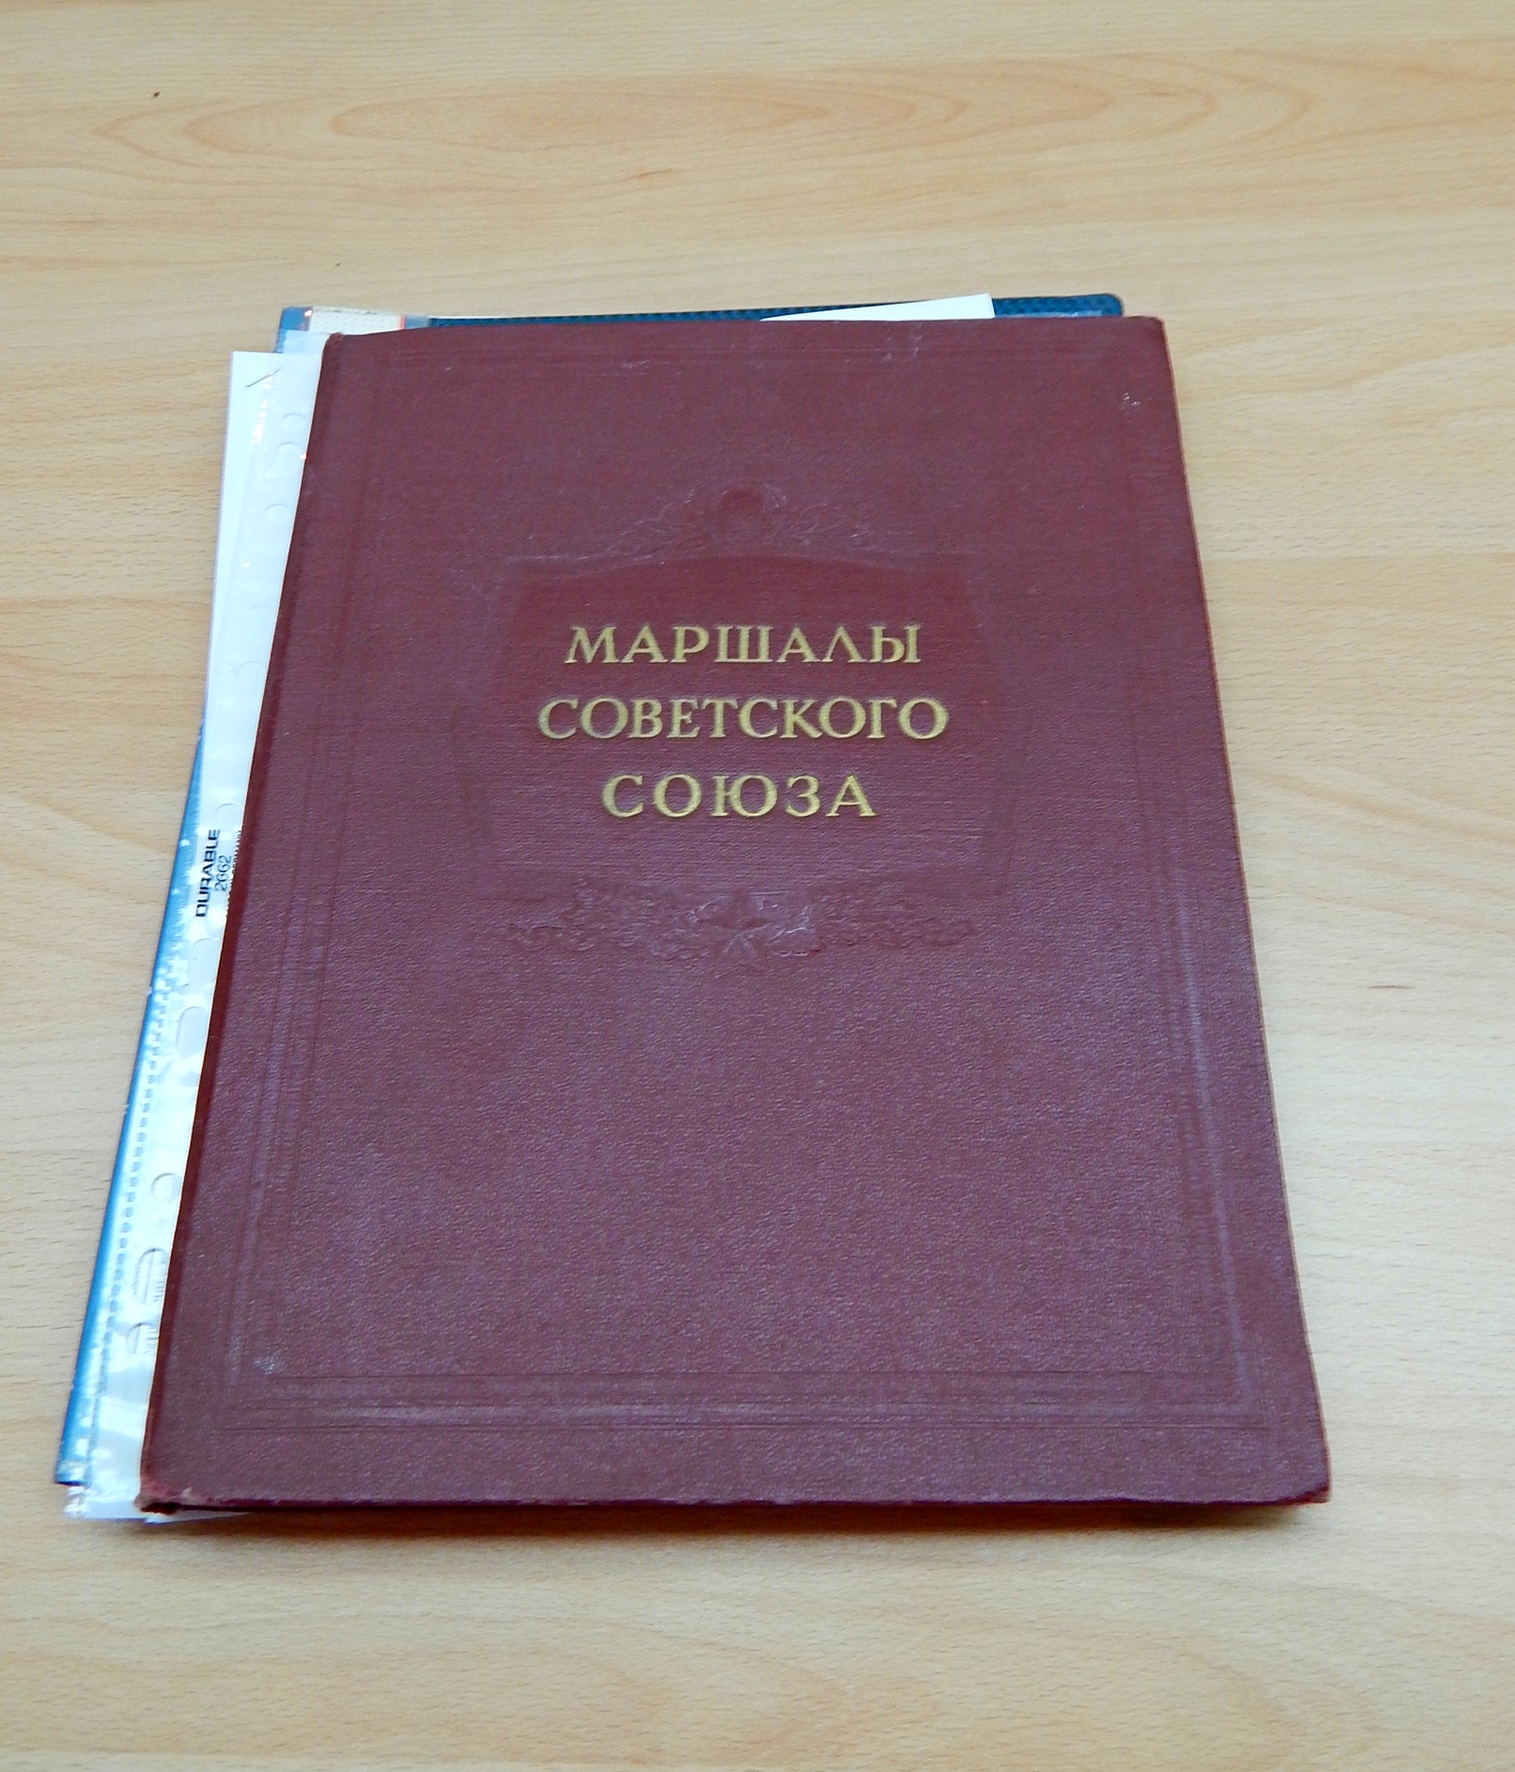 МАРШАЛЫ
СОВЕТСКОГО
СОЮЗА
DURABLE
2662